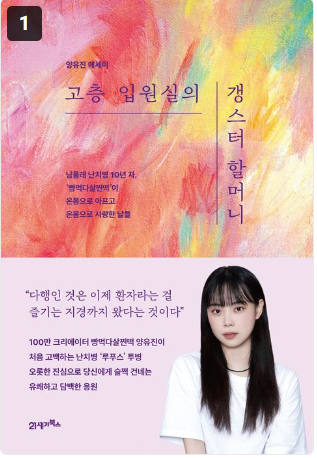 1
양유진 에세이
고층 입원실의
갱스터 할머니
남몰래 난치병 10년 차,
‘빵먹다살찐떡’이
온몸으로 아프고
온몸으로 사랑한 날들
“다행인 것은 이제 환자라는 걸
즐기는 지경까지 왔다는 것이다”
100만 크리에이터 빵먹다살찐떡 양유진이
처음 고백하는 난치병 ‘루푸스’ 투병
오롯한 진심으로 당신에게 슬쩍 건네는
유쾌하고 담백한 응원
21세기북스